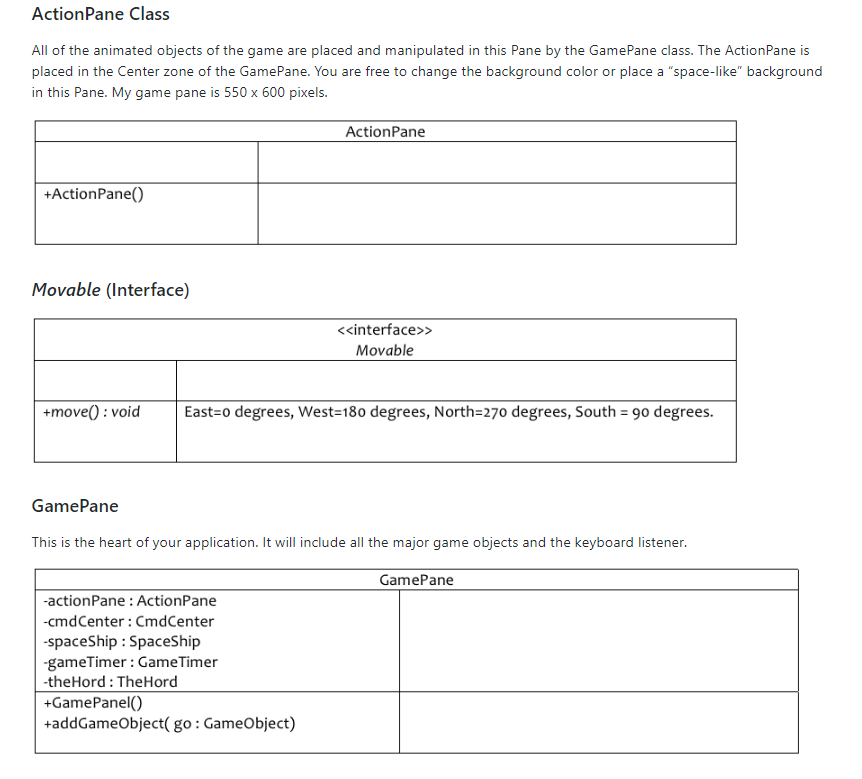 ActionPane Class
All of the animated objects of the game are placed and manipulated in this Pane by the GamePane class. The ActionPane is
placed in the Center zone of the GamePane. You are free to change the background color or place a “space-like” background
in this Pane. My game pane is 550 x 600 pixels.
ActionPane
+ActionPane()
Movable (Interface)
<<interface>>
Movable
+move() : void East=0 degrees, West=180 degrees, North=270 degrees, South = 90 degrees.
GamePane
This is the heart of your application. It will include all the major game objects and the keyboard listener.
GamePane
-actionPane : ActionPane
-cmdCenter : CmdCenter
-spaceShip : SpaceShip
-gameTimer : GameTimer
-theHord : TheHord
+GamePanel()
+addGameObject( go : GameObject)